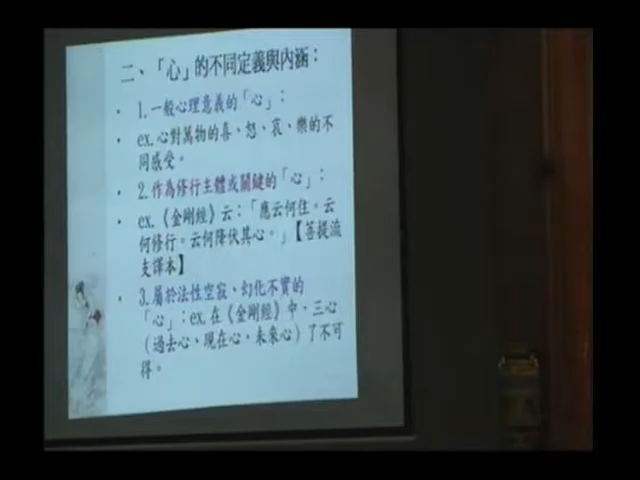 二、「心」的不同定義與內涵：
• 1.一般心理意義的「心」：
• ex.心對萬物的喜、怒、哀、樂的不
同感受。
• 2.作為修行主體或關鍵的「心」：
• ex.《金剛經》云：「應云何住。云
何修行。云何降伏其心。」【菩提流
支譯本】
• 3.屬於法性空寂、幻化不實的
「心」：ex.在《金剛經》中，三心
（過去心、現在心、未來心）了不可
得。